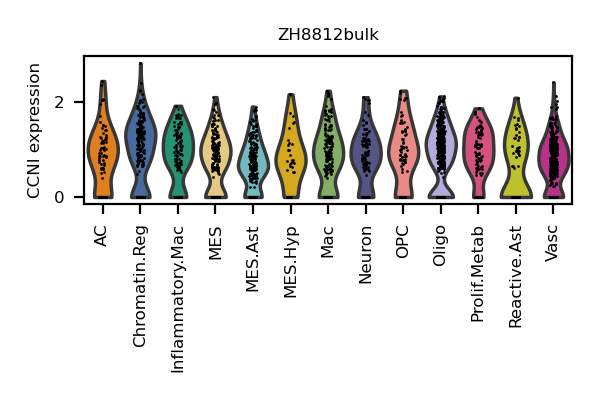 ZH8812bulk
CCNI expression
2
0
AC
Chromatin.Reg
Inflammatory.Mac
MES
MES.Ast
MES.Hyp
Mac
Neuron
OPC
Oligo
Prolif.Metab
Reactive.Ast
Vasc